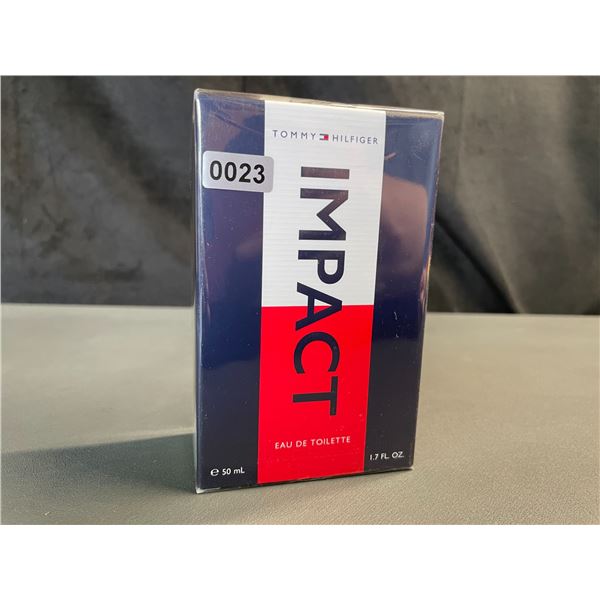 TOMMY HILFIGER
0023
IMPACT
EAU DE TOILETTE
℮ 50 mL
1.7 FL. OZ.